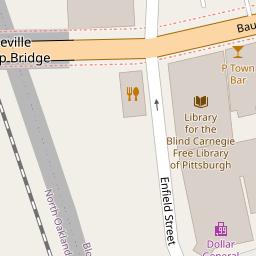 eville
p Bridge
Bau
P Town
Bar
Library
for the
Blind Carnegie
Free Library
of Pittsburgh
Enfield Street
North Oakland
Blo
Dollar
General